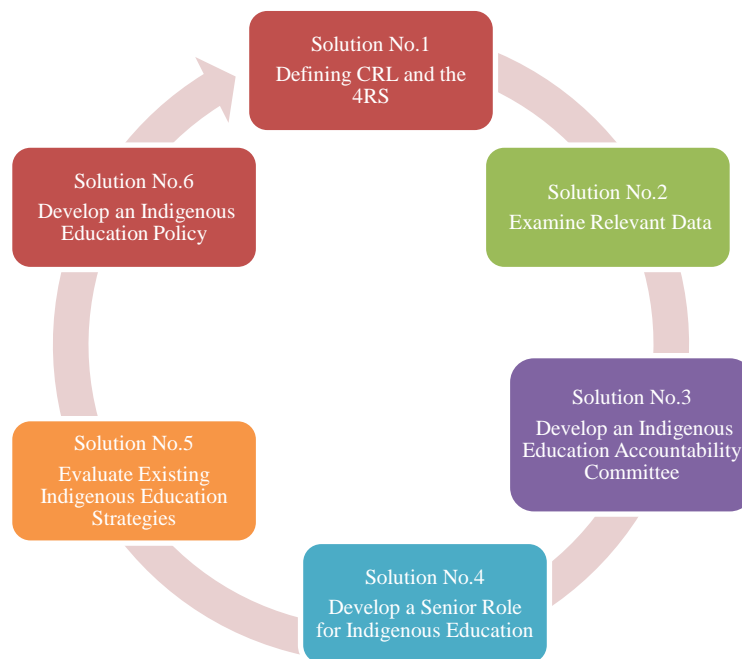 Solution No.1
Defining CRL and the
4RS
Solution No.2
Examine Relevant Data
Solution No.3
Develop an Indigenous
Education Accountability
Committee
Solution No.4
Develop a Senior Role
for Indigenous Education
Solution No.5
Evaluate Existing
Indigenous Education
Strategies
Solution No.6
Develop an Indigenous
Education Policy